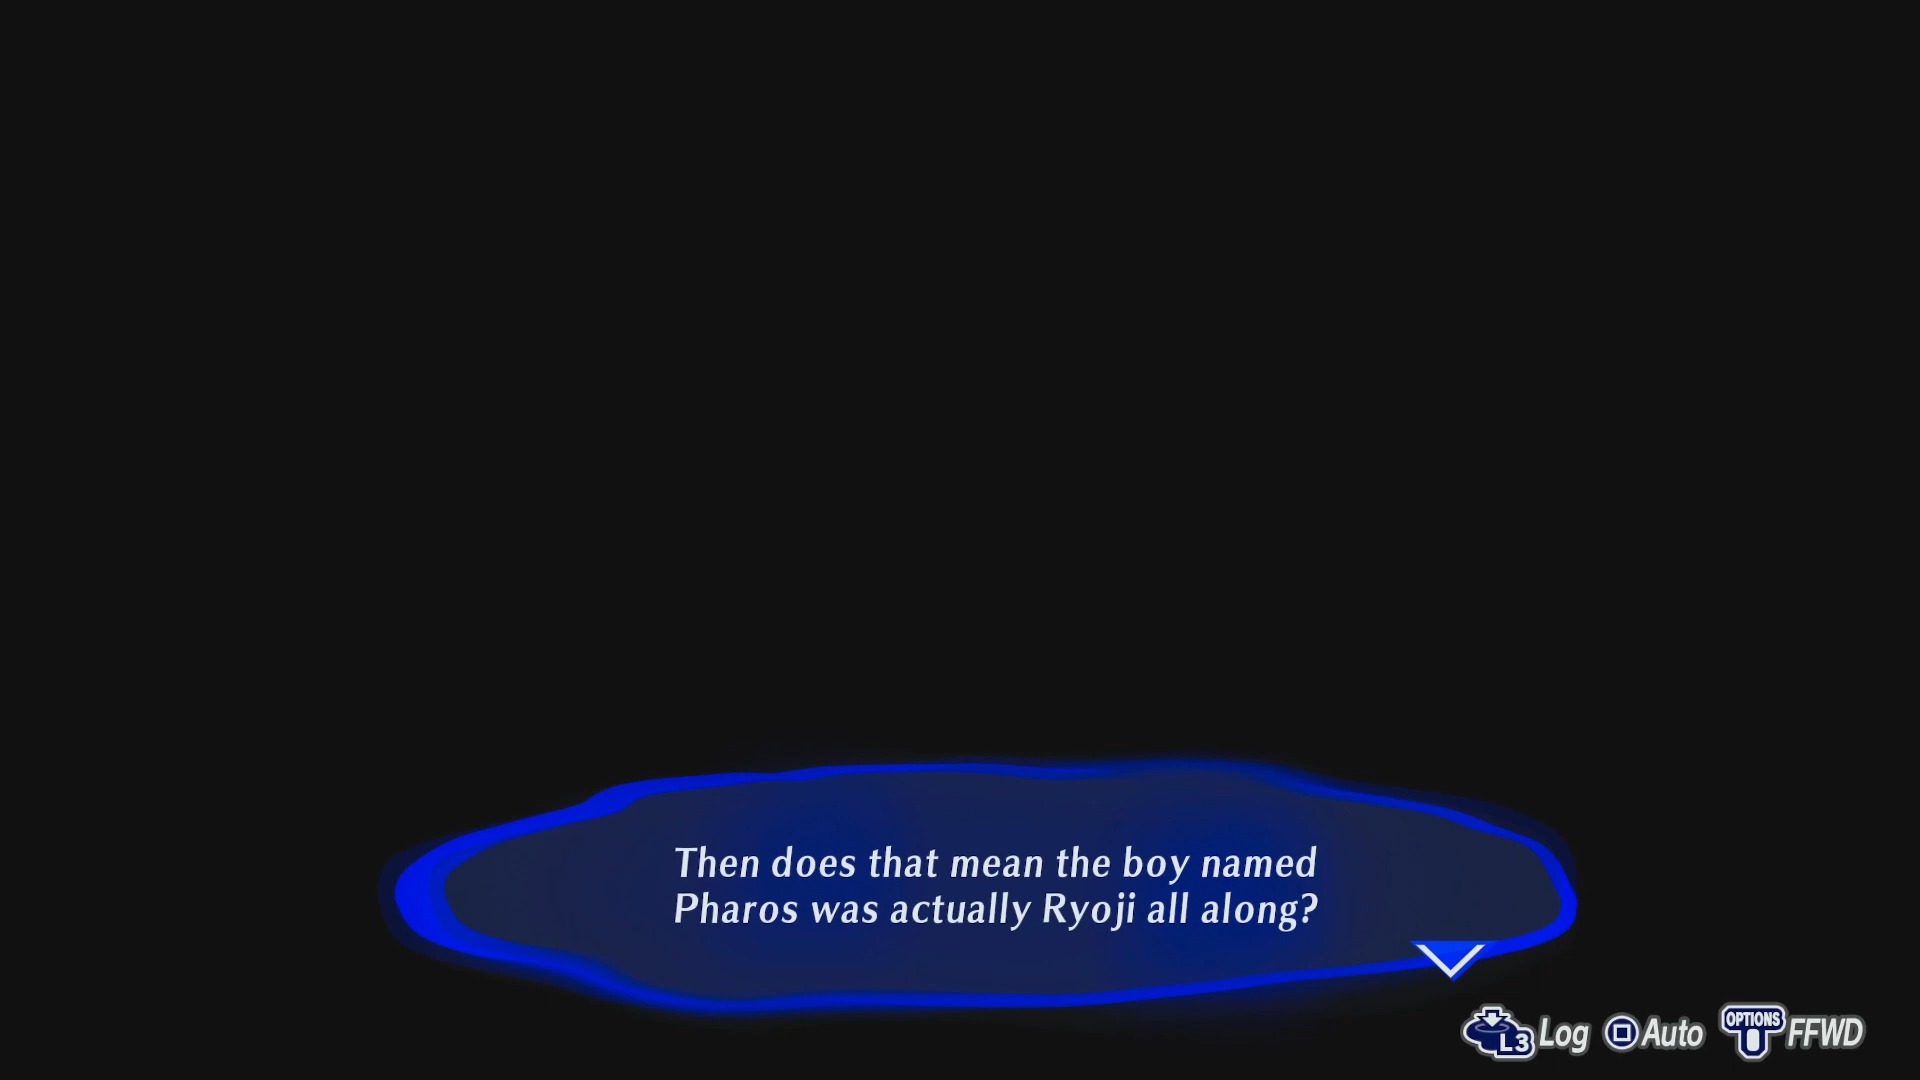 Then does that mean the boy named
Pharos was actually Ryoji all along?
L3 Log Auto OPTIONS FFWD